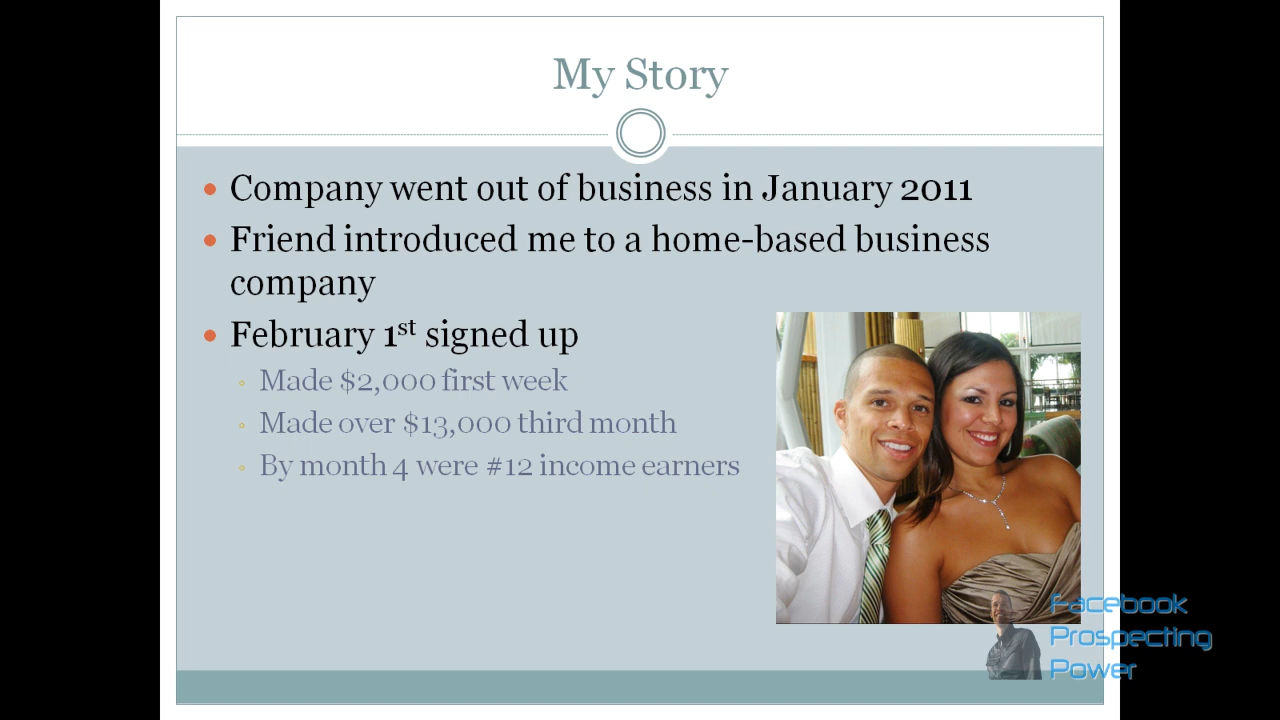 My Story
Company went out of business in January 2011
Friend introduced me to a home-based business
company
February 1st signed up
Made $2,000 first week
Made over $13,000 third month
By month 4 were #12 income earners
Facebook
Prospecting
Power